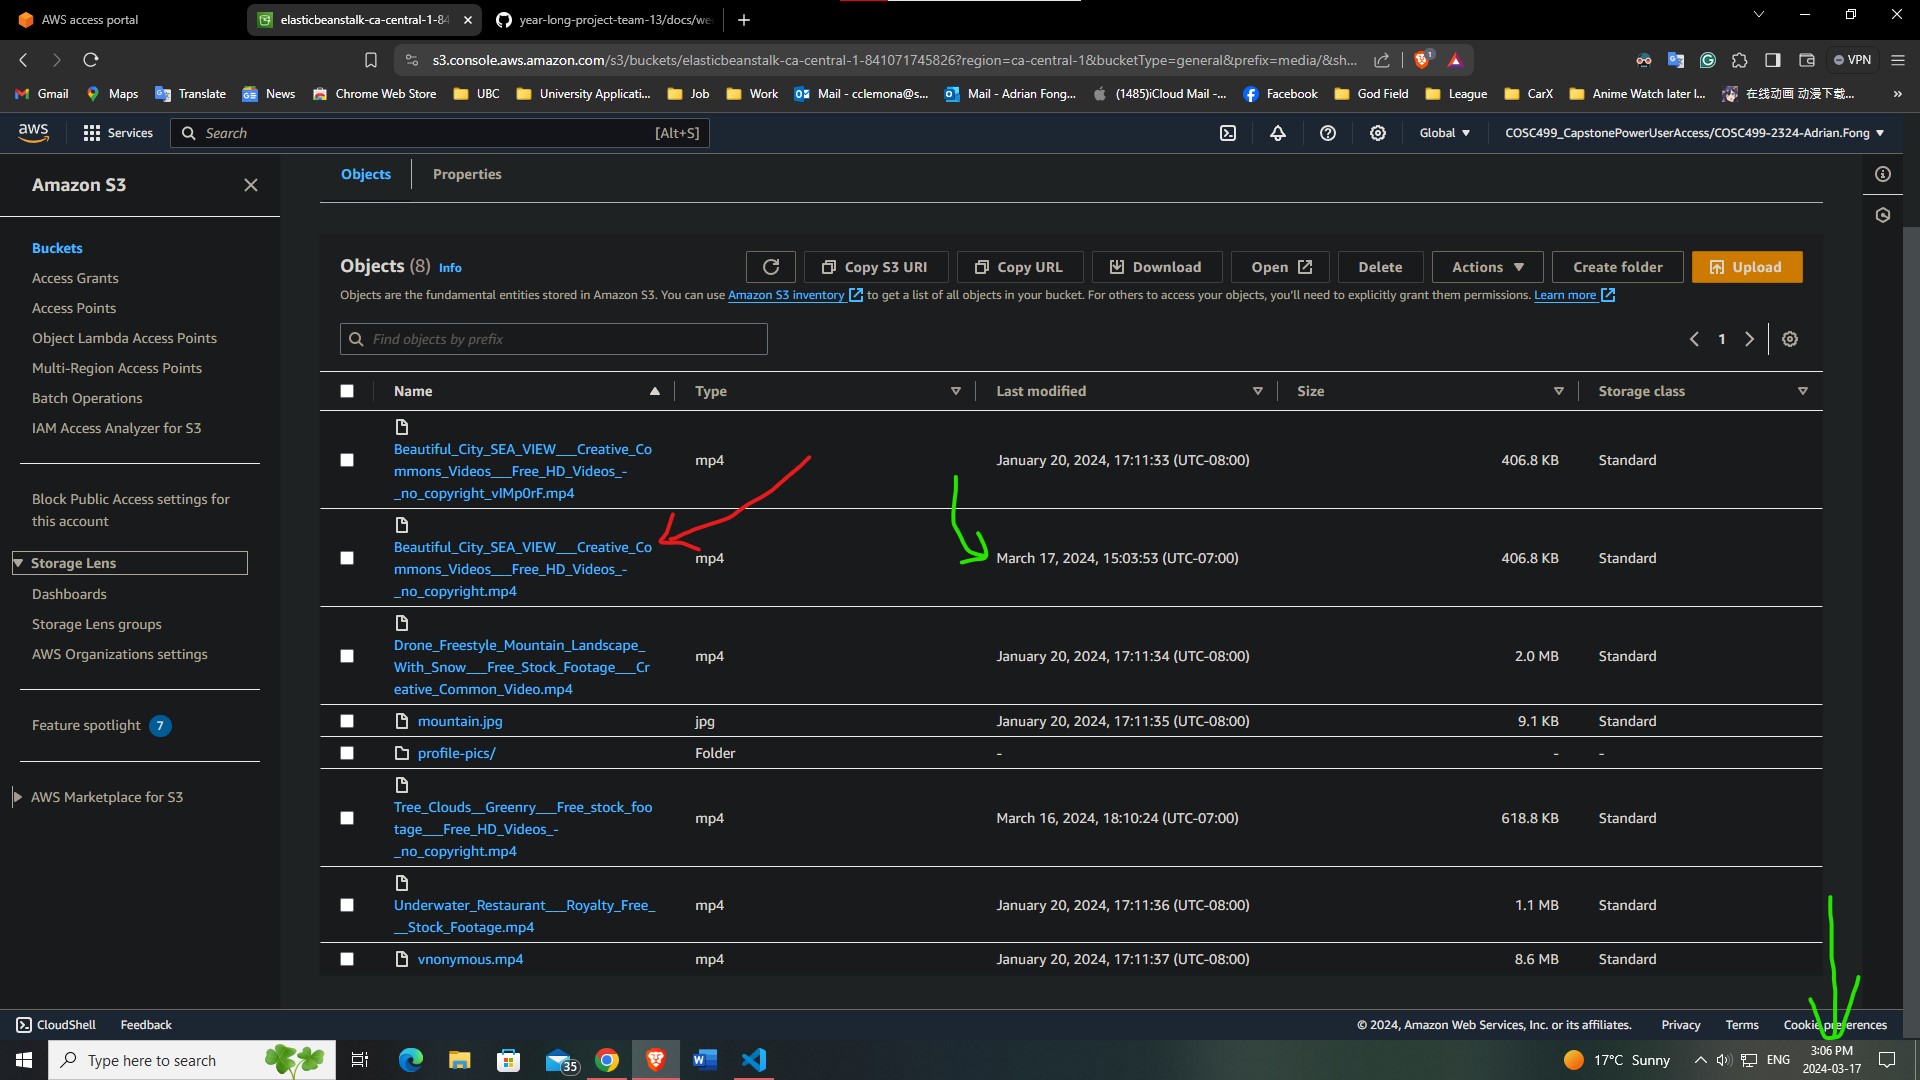 AWS access portal
elasticbeanstalk-ca-central-1-84
year-long-project-team-13/docs/wee
s3.console.aws.amazon.com/s3/buckets/elasticbeanstalk-ca-central-1-841071745826?region=ca-central-1&bucketType=general&prefix=media/&sh...
1
VPN
Gmail
Maps
Translate
News
Chrome Web Store
UBC
University Applicati...
Job
Work
Mail - cclemona@s...
Mail - Adrian Fong...
(1485)iCloud Mail -...
Facebook
God Field
League
CarX
Anime Watch later l...
在线动画 动漫下载...
aws
Services
Search
[Alt+S]
Global
COSC499_CapstonePowerUserAccess/COSC499-2324-Adrian.Fong
Amazon S3
Buckets
Access Grants
Access Points
Object Lambda Access Points
Multi-Region Access Points
Batch Operations
IAM Access Analyzer for S3
Block Public Access settings for
this account
Storage Lens
Dashboards
Storage Lens groups
AWS Organizations settings
Feature spotlight 7
AWS Marketplace for S3
Objects
Properties
Objects (8) Info
Copy S3 URI
Copy URL
Download
Open
Delete
Actions
Create folder
Upload
Objects are the fundamental entities stored in Amazon S3. You can use Amazon S3 inventory to get a list of all objects in your bucket. For others to access your objects, you'll need to explicitly grant them permissions. Learn more
Find objects by prefix
1
Name Type Last modified Size Storage class
Beautiful_City_SEA_VIEW___Creative_Co
mmons_Videos___Free_HD_Videos_-
_no_copyright_vIMp0rF.mp4
mp4 January 20, 2024, 17:11:33 (UTC-08:00) 406.8 KB Standard
Beautiful_City_SEA_VIEW___Creative_Co
mmons_Videos___Free_HD_Videos_-
_no_copyright.mp4
mp4 March 17, 2024, 15:03:53 (UTC-07:00) 406.8 KB Standard
Drone_Freestyle_Mountain_Landscape_
With_Snow___Free_Stock_Footage___Cr
eative_Common_Video.mp4
mp4 January 20, 2024, 17:11:34 (UTC-08:00) 2.0 MB Standard
mountain.jpg jpg January 20, 2024, 17:11:35 (UTC-08:00) 9.1 KB Standard
profile-pics/ Folder - - -
Tree_Clouds__Greenry___Free_stock_foo
tage___Free_HD_Videos_-
_no_copyright.mp4
mp4 March 16, 2024, 18:10:24 (UTC-07:00) 618.8 KB Standard
Underwater_Restaurant___Royalty_Free_
__Stock_Footage.mp4
mp4 January 20, 2024, 17:11:36 (UTC-08:00) 1.1 MB Standard
vnonymous.mp4 mp4 January 20, 2024, 17:11:37 (UTC-08:00) 8.6 MB Standard
CloudShell
Feedback
© 2024, Amazon Web Services, Inc. or its affiliates.
Privacy
Terms
Cookie preferences
Type here to search
35
17°C Sunny
ENG
3:06 PM
2024-03-17